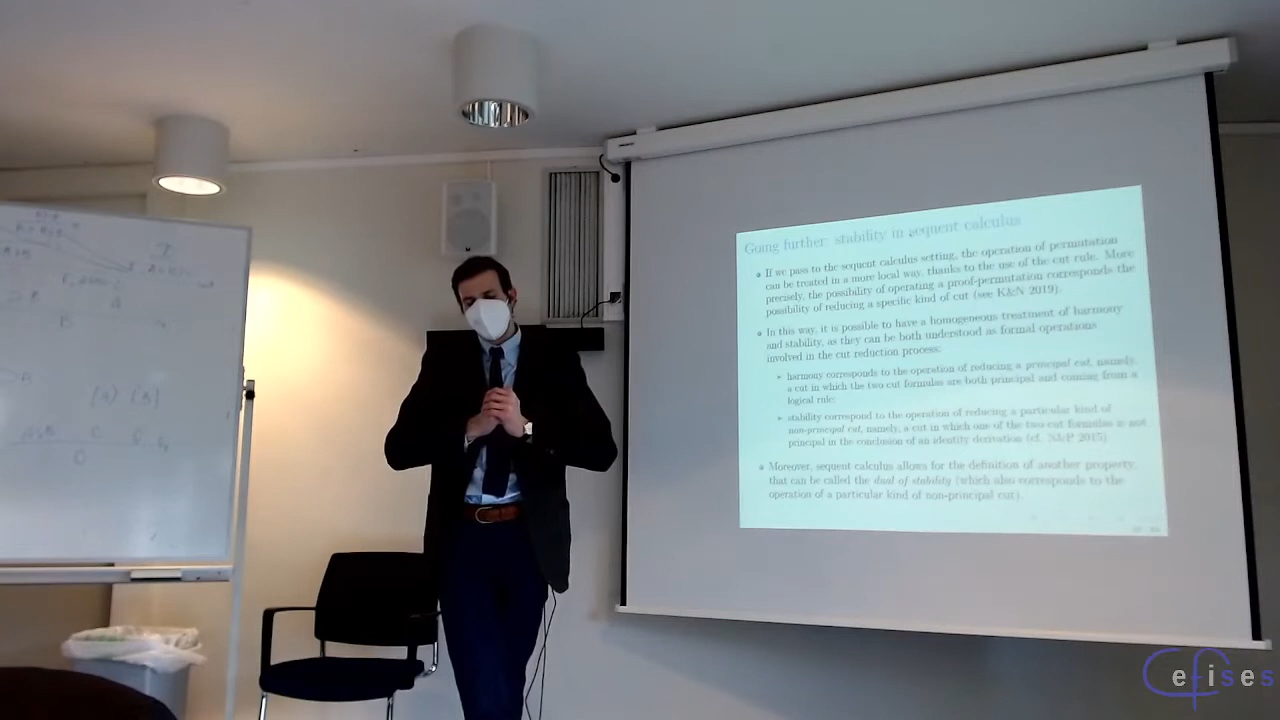 Going further: stability in sequent calculus
If we pass to the sequent calculus setting, the operation of permutation
can be treated in a more local way, thanks to the use of the cut rule. More
precisely, the possibility of operating a proof-permutation corresponds the
possibility of reducing a specific kind of cut (see K&N 2019).
In this way, it is possible to have a homogeneous treatment of harmony
and stability, as they can be both understood as formal operations
involved in the cut reduction process:
harmony corresponds to the operation of reducing a principal cut, namely,
a cut in which the two cut formulas are both principal and coming from a
logical rule;
stability correspond to the operation of reducing a particular kind of
non-principal cut, namely, a cut in which one of the two cut formulas is not
principal in the conclusion of an identity derivation (cf. N&P 2015).
Moreover, sequent calculus allows for the definition of another property,
that can be called the dual of stability (which also corresponds to the
operation of a particular kind of non-principal cut).
efises